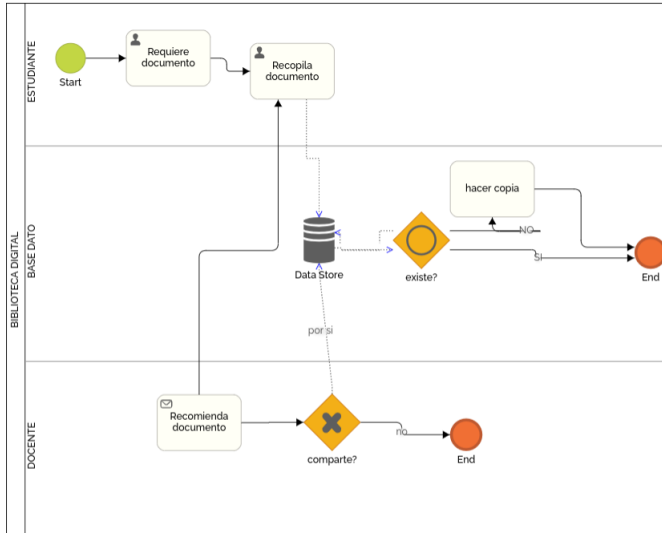 BIBLIOTECA DIGITAL
ESTUDIANTE
Start
Requiere
documento
Recopila
documento
BASE DATO
Data Store
existe?
hacer copia
NO
SI
End
por si
DOCENTE
Recomienda
documento
comparte?
no
End